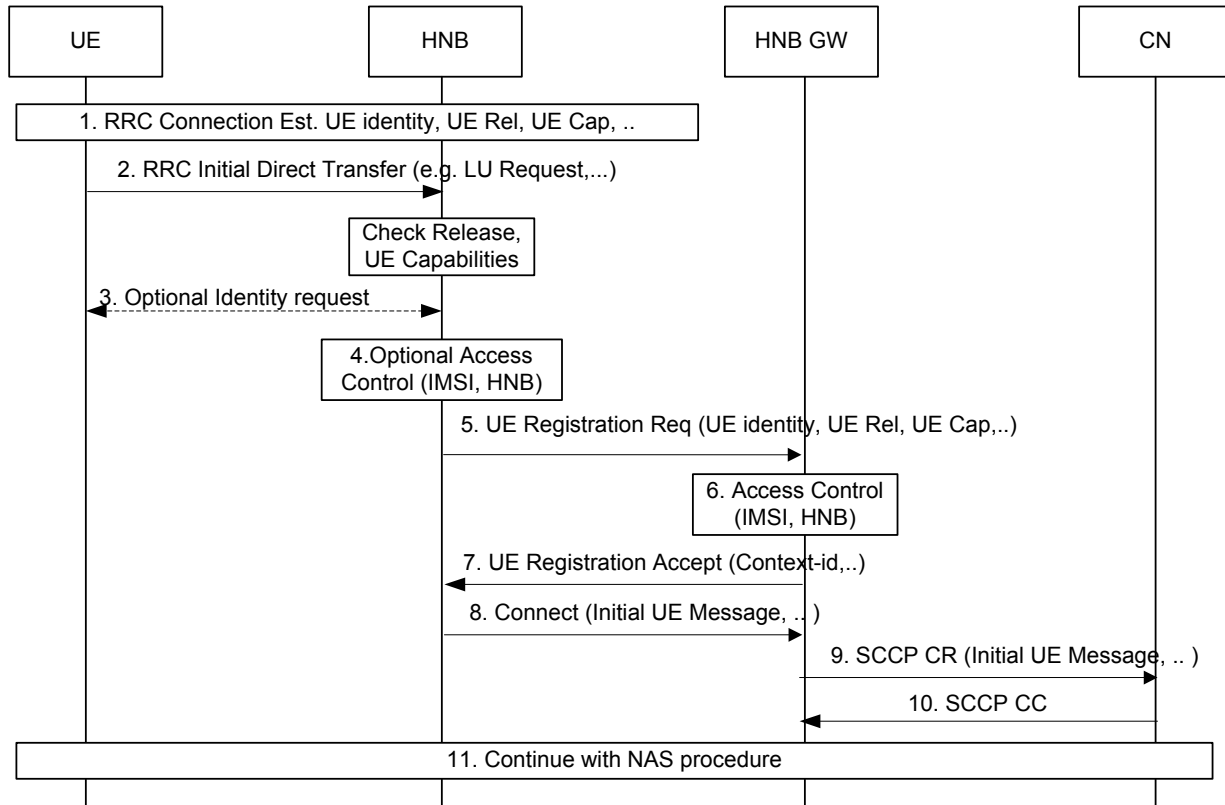 UE
HNB
HNB GW
CN
1. RRC Connection Est. UE identity, UE Rel, UE Cap, ..
2. RRC Initial Direct Transfer (e.g. LU Request,...)
Check Release,
UE Capabilities
3. Optional Identity request
4.Optional Access
Control (IMSI, HNB)
5. UE Registration Req (UE identity, UE Rel, UE Cap,..)
6. Access Control
(IMSI, HNB)
7. UE Registration Accept (Context-id,..)
8. Connect (Initial UE Message, .. )
9. SCCP CR (Initial UE Message, .. )
10. SCCP CC
11. Continue with NAS procedure